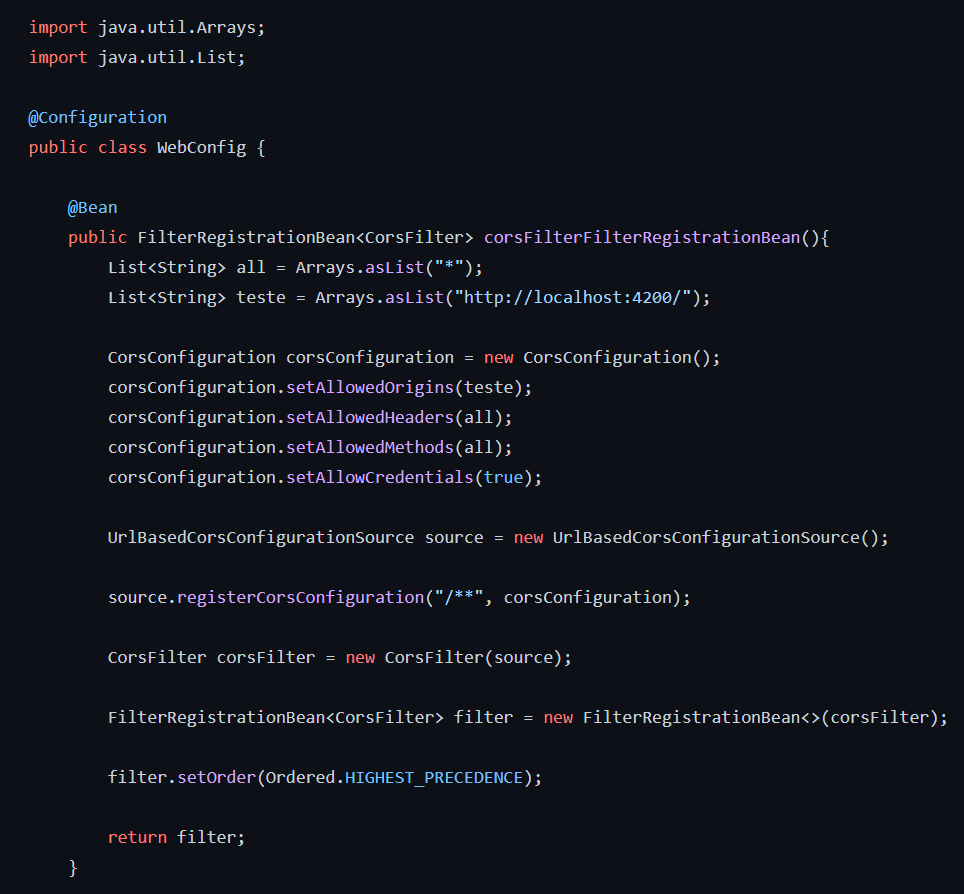 import java.util.Arrays;
import java.util.List;
@Configuration
public class WebConfig {
@Bean
public FilterRegistrationBean<CorsFilter> corsFilterFilterRegistrationBean(){
List<String> all = Arrays.asList("*");
List<String> teste = Arrays.asList("http://localhost:4200/");
CorsConfiguration corsConfiguration = new CorsConfiguration();
corsConfiguration.setAllowedOrigins(teste);
corsConfiguration.setAllowedHeaders(all);
corsConfiguration.setAllowedMethods(all);
corsConfiguration.setAllowCredentials(true);
UrlBasedCorsConfigurationSource source = new UrlBasedCorsConfigurationSource();
source.registerCorsConfiguration("/**", corsConfiguration);
CorsFilter corsFilter = new CorsFilter(source);
FilterRegistrationBean<CorsFilter> filter = new FilterRegistrationBean<>(corsFilter);
filter.setOrder(Ordered.HIGHEST_PRECEDENCE);
return filter;
}